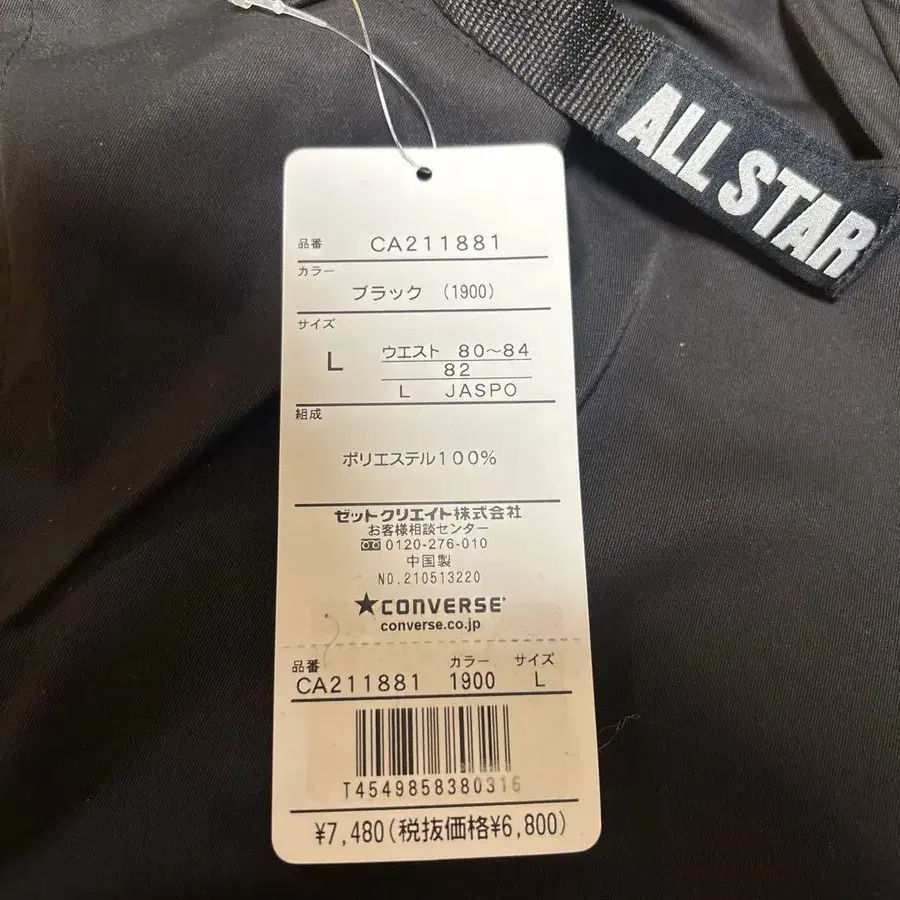 ALL STAR
品番 CA211881
カラー
ブラック (1900)
サイズ
L ウエスト 80～84
82
L JASPO
組成
ポリエステル100%
ゼットクリエイト株式会社
お客様相談センター
0120-276-010
中国製
NO.210513220
★CONVERSE®
converse.co.jp
品番 カラー サイズ
CA211881 1900 L
T4549858380316
¥7,480(税抜価格¥6,800)